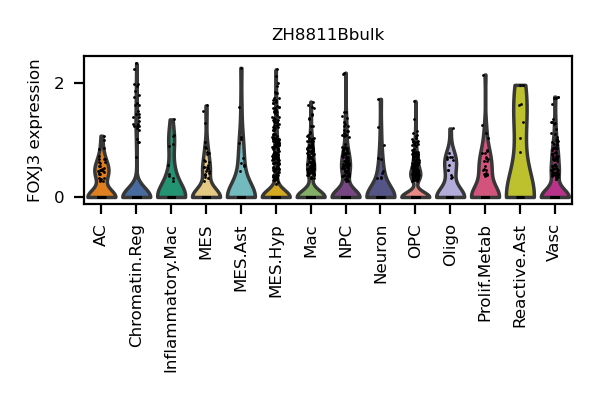 ZH8811Bbulk
FOXJ3 expression
2
0
AC
Chromatin.Reg
Inflammatory.Mac
MES
MES.Ast
MES.Hyp
Mac
NPC
Neuron
OPC
Oligo
Prolif.Metab
Reactive.Ast
Vasc